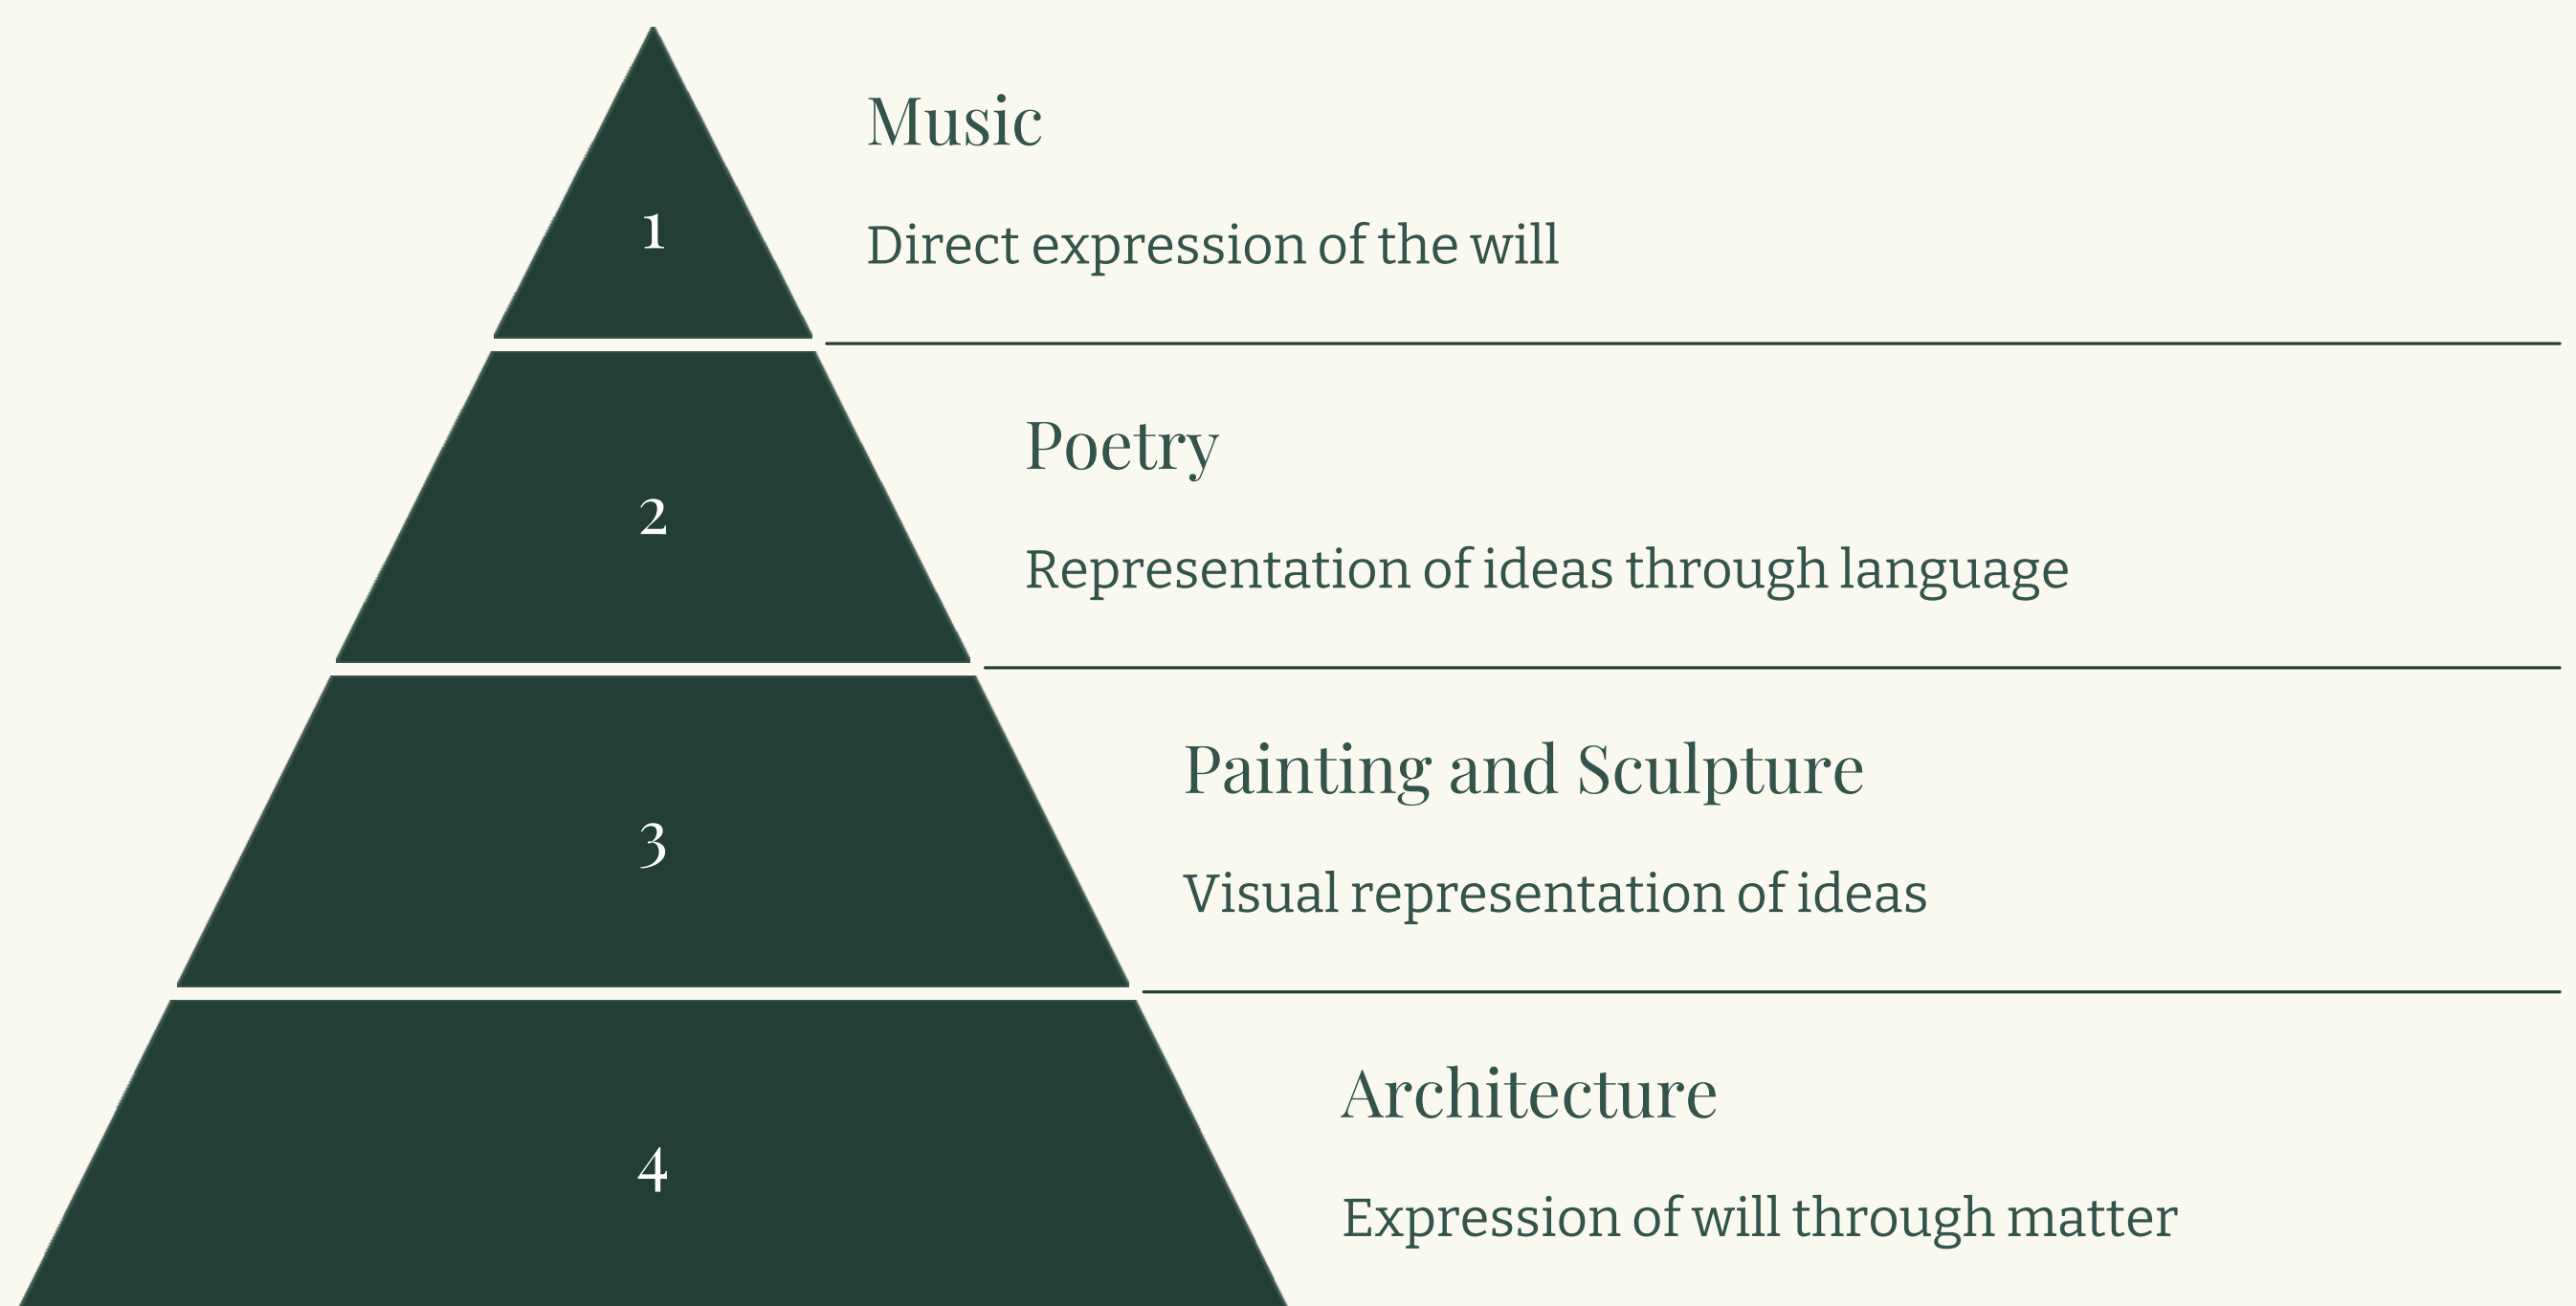 1
Music
Direct expression of the will
2
Poetry
Representation of ideas through language
3
Painting and Sculpture
Visual representation of ideas
4
Architecture
Expression of will through matter